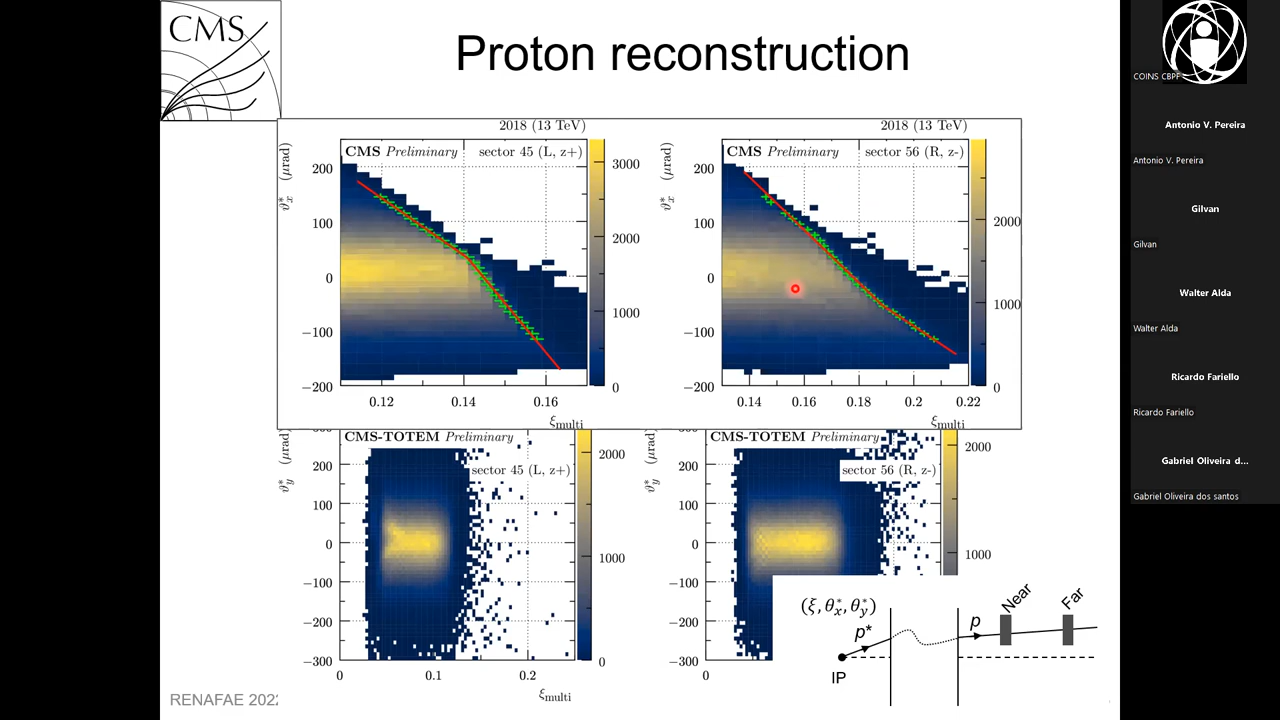 CMS
Proton reconstruction
2018 (13 TeV)
CMS Preliminary
sector 45 (L, z+)
ϑ*x (μrad)
200
100
0
−100
−200
0.12
0.14
0.16
ξmulti
3000
2000
1000
0
2018 (13 TeV)
CMS Preliminary
sector 56 (R, z-)
ϑ*x (μrad)
200
100
0
−100
−200
0.14
0.16
0.18
0.2
0.22
ξmulti
2000
1000
0
CMS-TOTEM Preliminary
sector 45 (L, z+)
ϑ*y (μrad)
200
100
0
−100
−200
−300
0
0.1
0.2
ξmulti
2000
1000
0
CMS-TOTEM Preliminary
sector 56 (R, z-)
ϑ*y (μrad)
200
100
0
−100
−200
−300
0
2000
1000
(ξ, θ*x, θ*y)
p*
IP
p
Near
Far
RENAFAE 2022
COINS CBPF
Antonio V. Pereira
Antonio V. Pereira
Gilvan
Gilvan
Walter Alda
Walter Alda
Ricardo Fariello
Ricardo Fariello
Gabriel Oliveira d...
Gabriel Oliveira dos santos